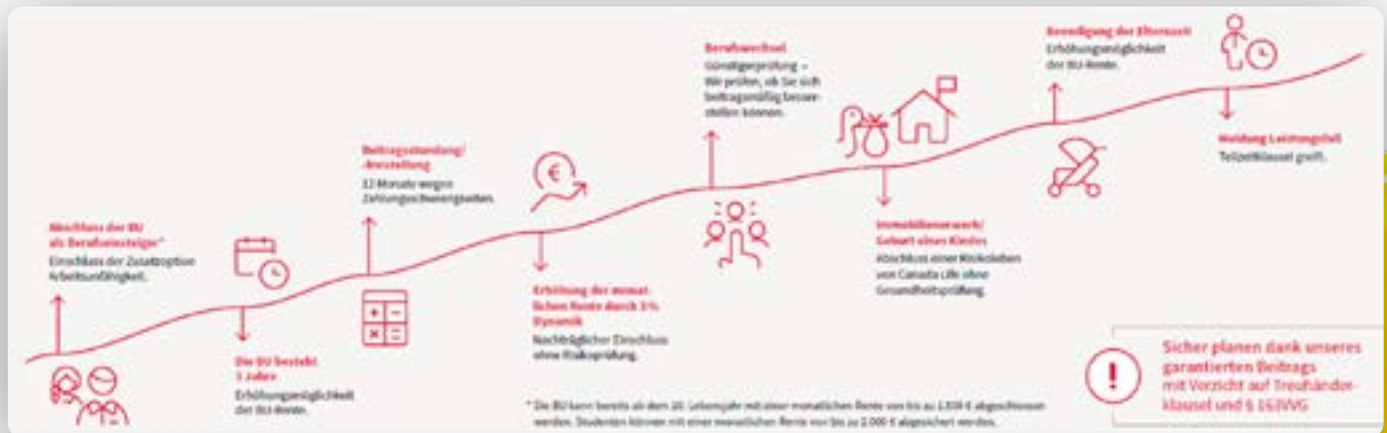 Abschluss der BU
als Berufseinsteiger*
Einschluss der Zusatzoption
Arbeitsunfähigkeit.
Die BU besteht
3 Jahre
Erhöhungsmöglichkeit
der BU-Rente.
Beitragsstundung/
-freistellung
12 Monate wegen
Zahlungsschwierigkeiten.
Erhöhung der monat-
lichen Rente durch 3%
Dynamik
Nachträglicher Einschluss
ohne Risikoprüfung.
Berufswechsel
Günstigerprüfung –
Wir prüfen, ob Sie sich
beitragsmäßig besser-
stellen können.
Immobilienerwerb/
Geburt eines Kindes
Abschluss einer Risikoleben
von Canada Life ohne
Gesundheitsprüfung.
Beendigung der Elternzeit
Erhöhungsmöglichkeit
der BU-Rente.
Meldung Leistungsfall
Teilzeitklausel greift.
Sicher planen dank unseres
garantierten Beitrags
mit Verzicht auf Treuhänder-
klausel und § 163VVG
* Die BU kann bereits ab dem Lebensjahr mit einer monatlichen Rente von bis zu € abgeschlossen
werden. Studenten können mit einer monatlichen Rente von bis zu 2.000 € abgesichert werden.